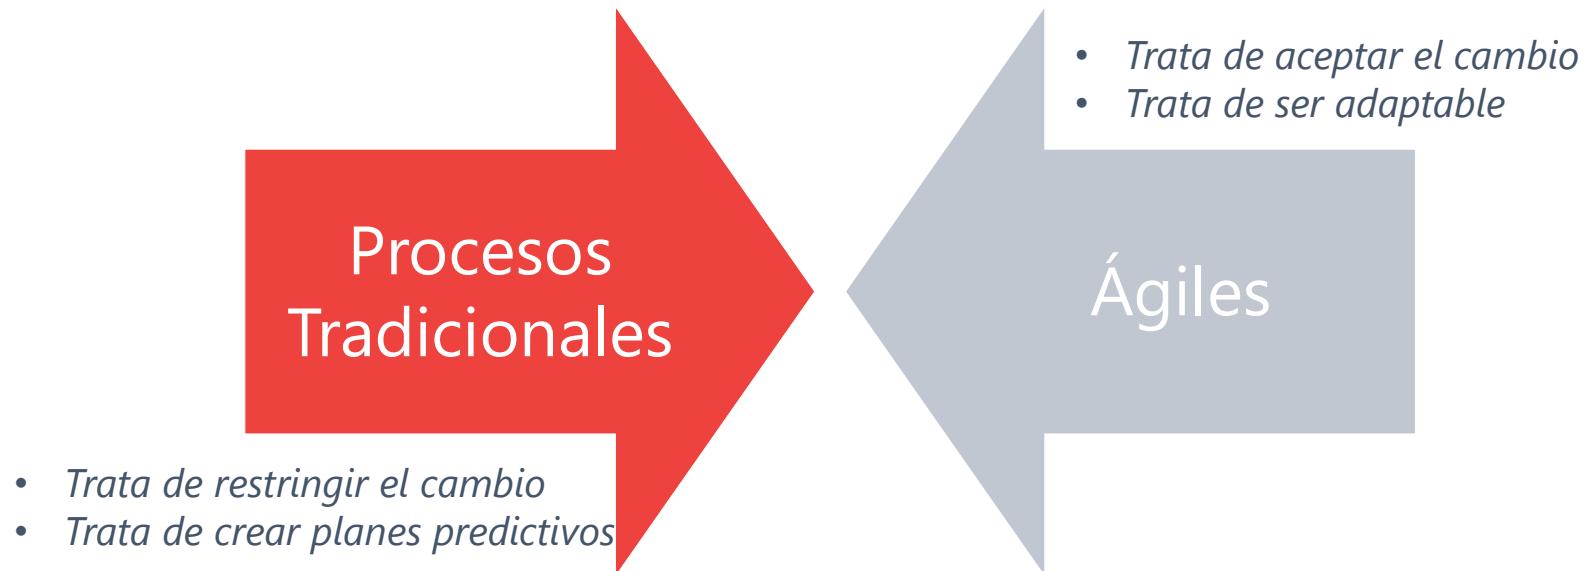 • Trata de aceptar el cambio
• Trata de ser adaptable
Procesos
Tradicionales
Ágiles
• Trata de restringir el cambio
• Trata de crear planes predictivos